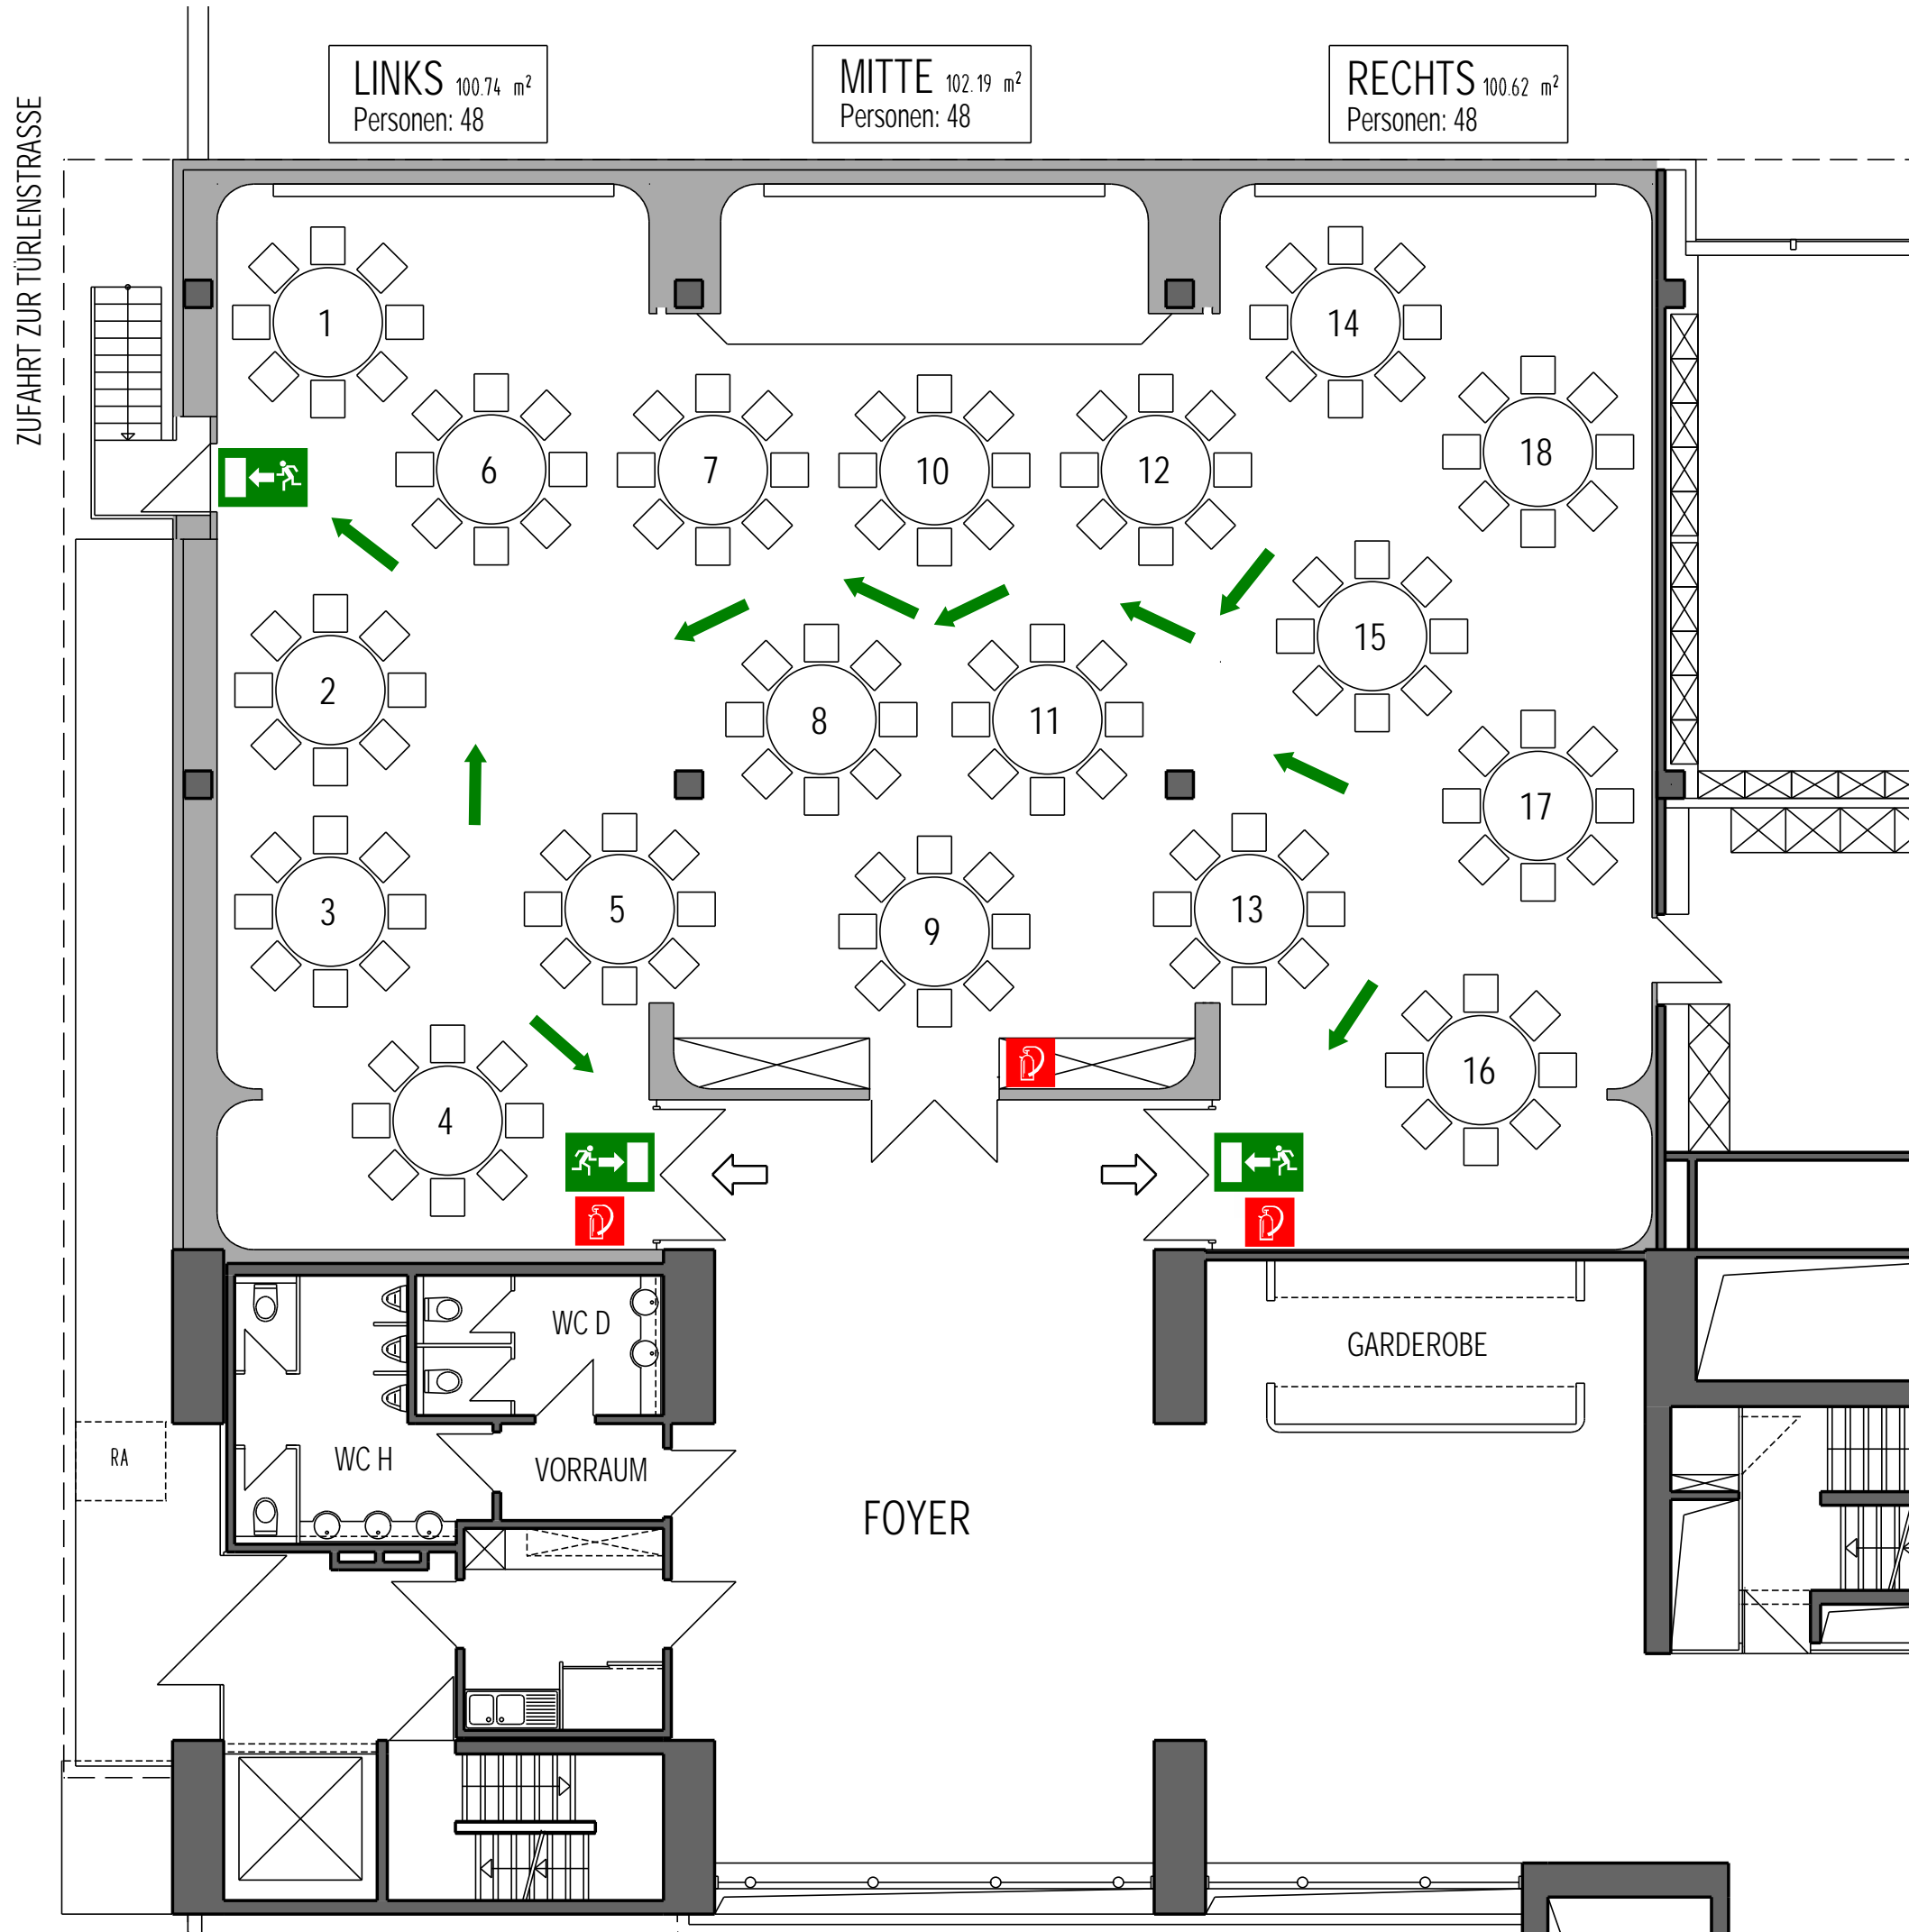 ZUFAHRT ZUR TÜRLENSTRASSE
LINKS 100.74 m²
Personen: 48
MITTE 102.19 m²
Personen: 48
RECHTS 100.62 m²
Personen: 48
1
14
6
7
10
12
18
2
8
11
15
3
5
9
13
17
4
16
WC D
GARDEROBE
RA
WC H
VORRAUM
FOYER